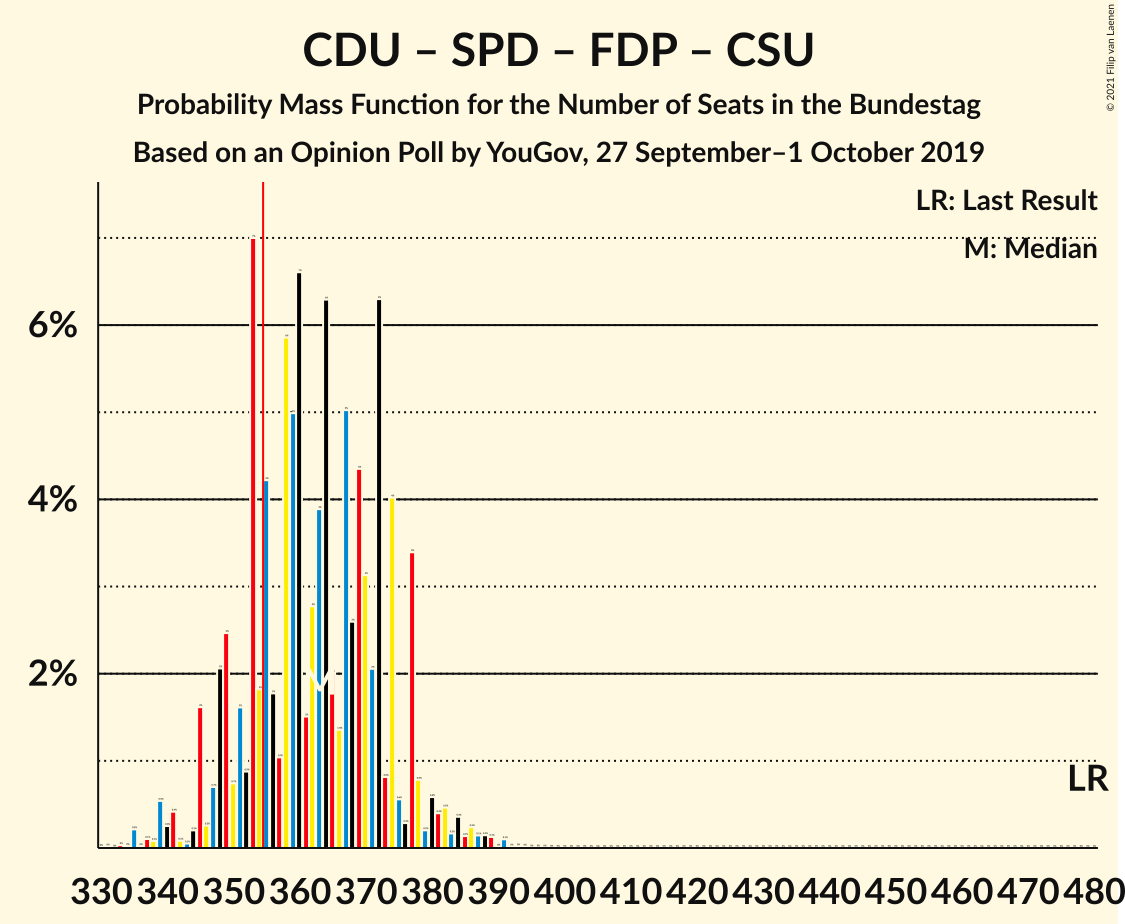 CDU – SPD – FDP – CSU
Probability Mass Function for the Number of Seats in the Bundestag
Based on an Opinion Poll by YouGov, 27 September–1 October 2019
© 2021 Filip van Laenen
LR: Last Result
M: Median
6%
4%
2%
M
LR
330 340 350 360 370 380 390 400 410 420 430 440 450 460 470 480